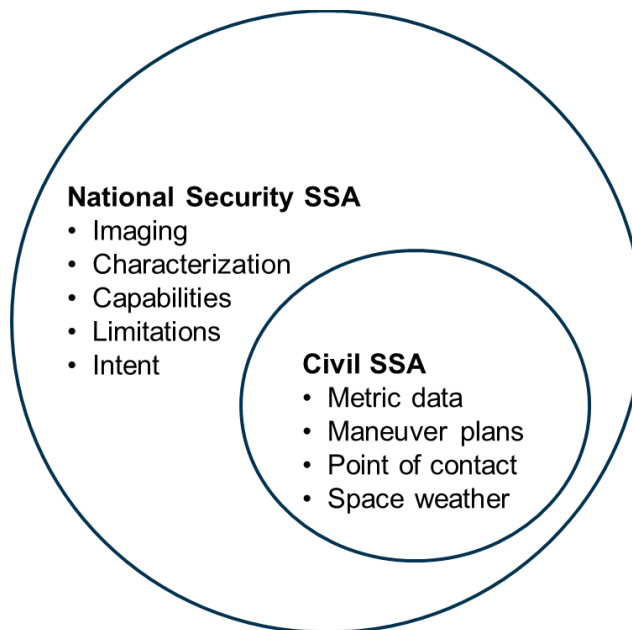 National Security SSA
• Imaging
• Characterization
• Capabilities
• Limitations
• Intent
Civil SSA
• Metric data
• Maneuver plans
• Point of contact
• Space weather